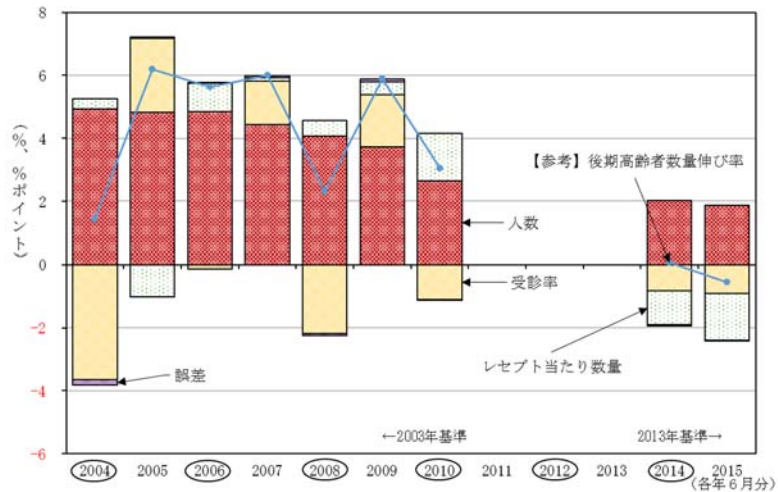 8
6
4
2
0
-2
-4
-6
（%、%ポイント）
【参考】後期高齢者数量伸び率
人数
受診率
レセプト当たり数量
誤差
←2003年基準
2013年基準→
2004 2005 2006 2007 2008 2009 2010 2011 2012 2013 2014 2015
（各年６月分）